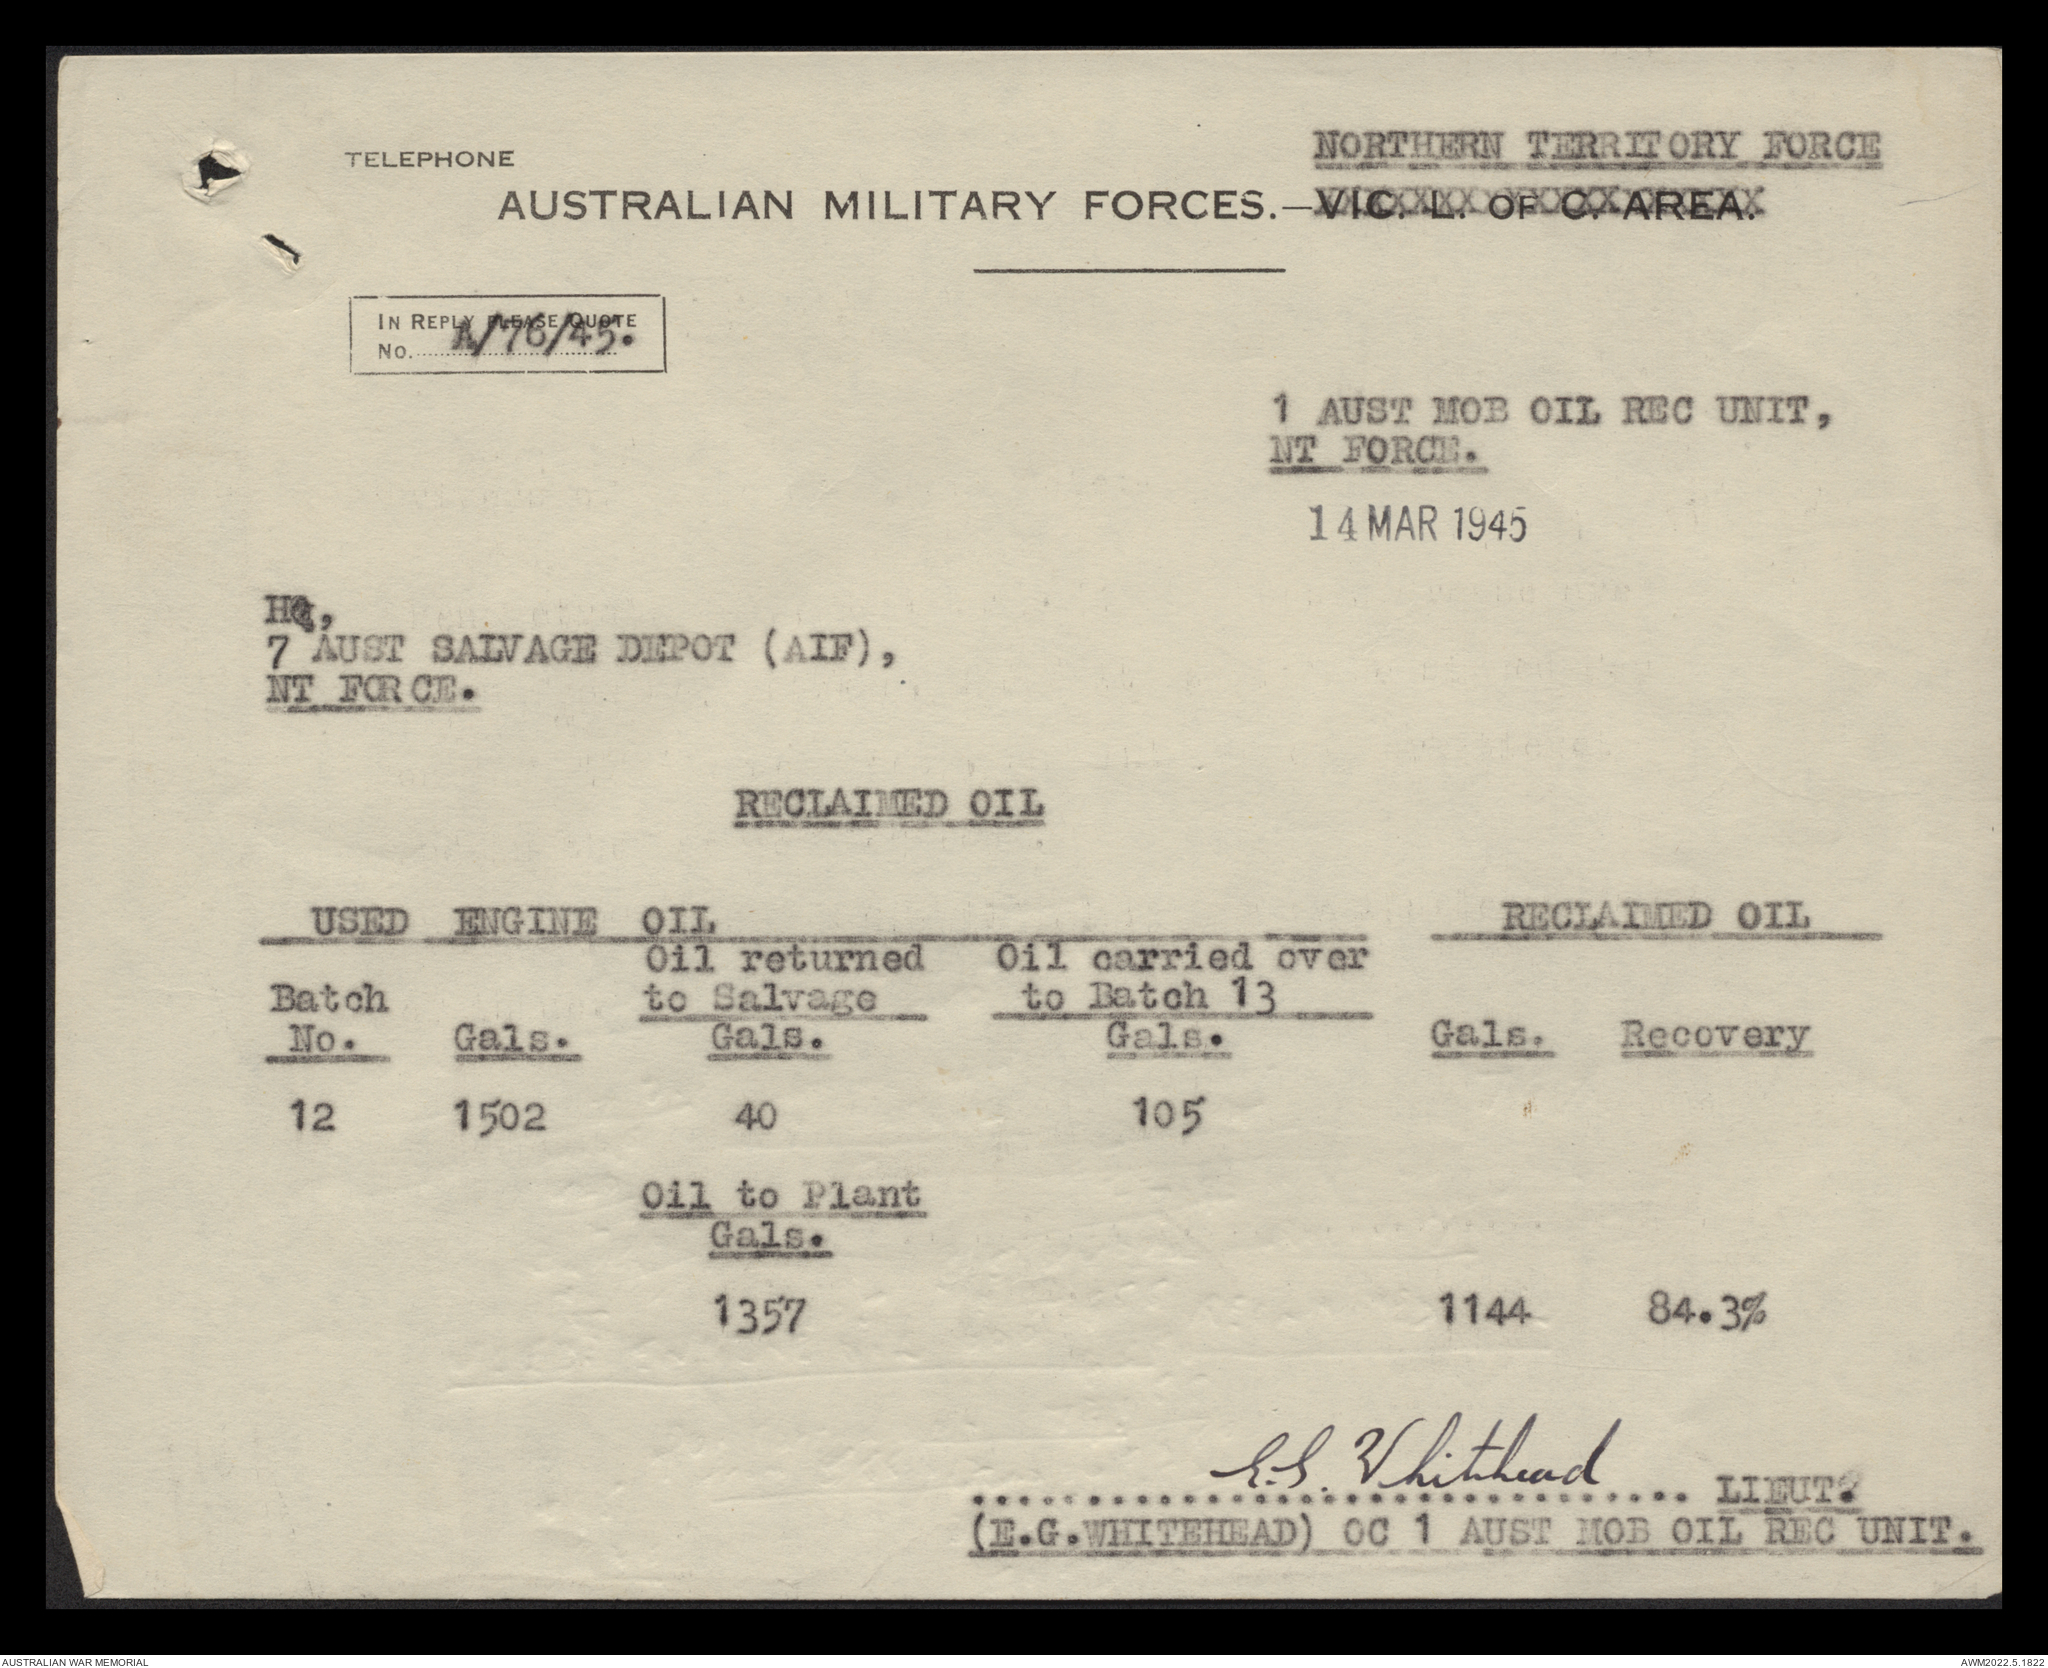 TELEPHONE
NORTHERN TERRITORY FORCE
AUSTRALIAN MILITARY FORCES.—VIC. L. OF C. AREA.
IN REPLY PLEASE QUOTE
No. A/76/45.
1 AUST MOB OIL REC UNIT,
NT FORCE.
14 MAR 1945
HQ,
7 AUST SALVAGE DEPOT (AIF),
NT FORCE.
RECLAIMED OIL
USED ENGINE OIL RECLAIMED OIL
Oil returned Oil carried over
Batch to Salvage to Batch 13
No. Gals. Gals. Gals. Gals. Recovery
12 1502 40 105
Oil to Plant
Gals.
1357 1144 84.3%
E.G. Whitehead
................................ LIEUT.
(E.G.WHITEHEAD) OC 1 AUST MOB OIL REC UNIT.
AUSTRALIAN WAR MEMORIAL AWM2022.5.1822